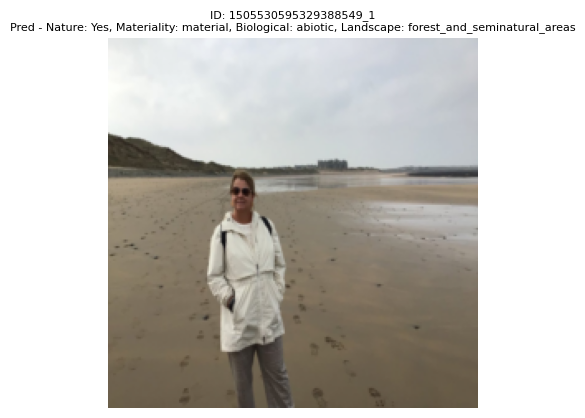 ID: 1505530595329388549_1
Pred - Nature: Yes, Materiality: material, Biological: abiotic, Landscape: forest_and_seminatural_areas